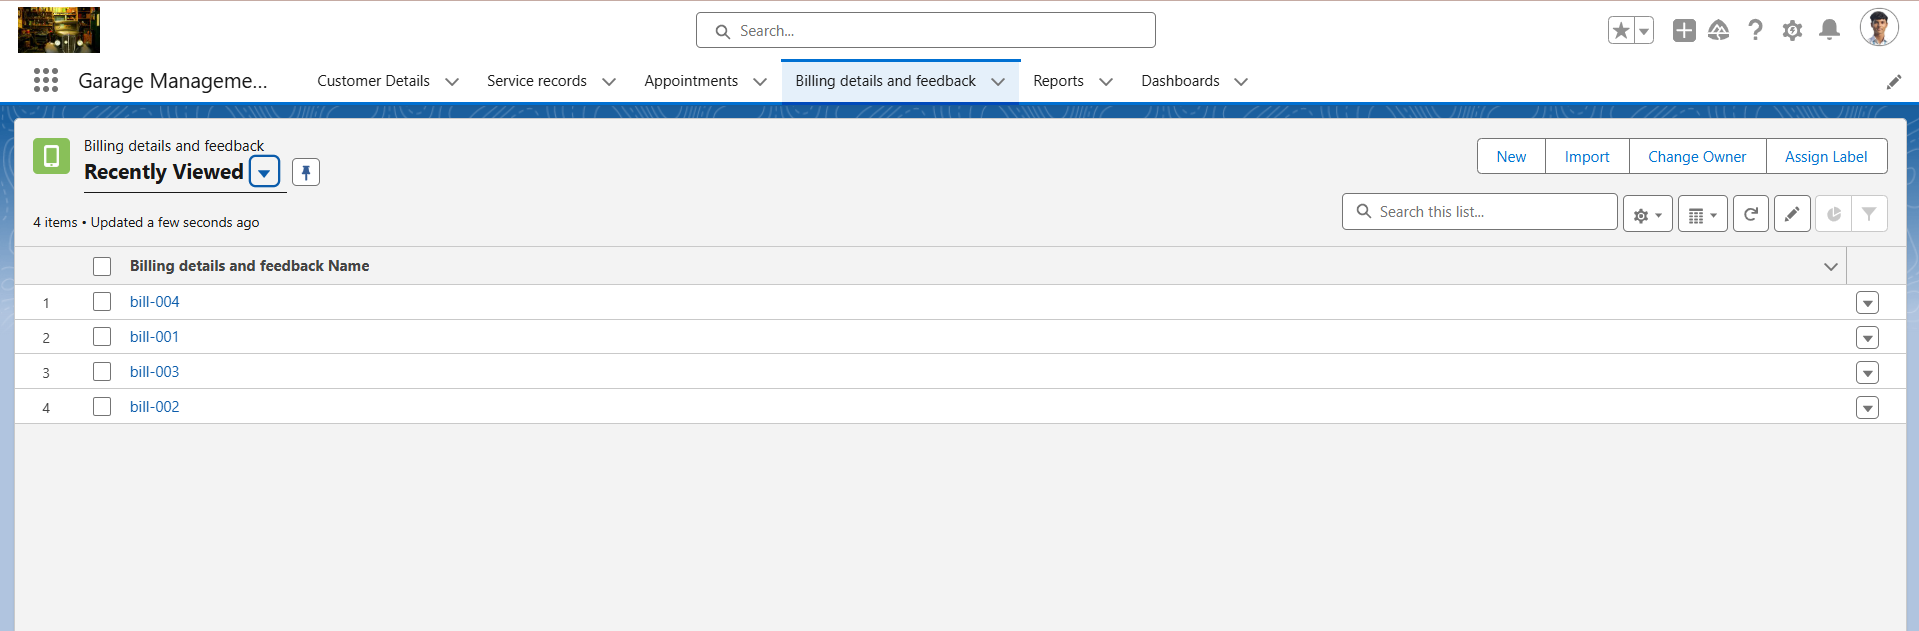 Search...
Garage Manageme...
Customer Details
Service records
Appointments
Billing details and feedback
Reports
Dashboards
Billing details and feedback
Recently Viewed
New
Import
Change Owner
Assign Label
4 items • Updated a few seconds ago
Search this list...
Billing details and feedback Name
1 bill-004
2 bill-001
3 bill-003
4 bill-002